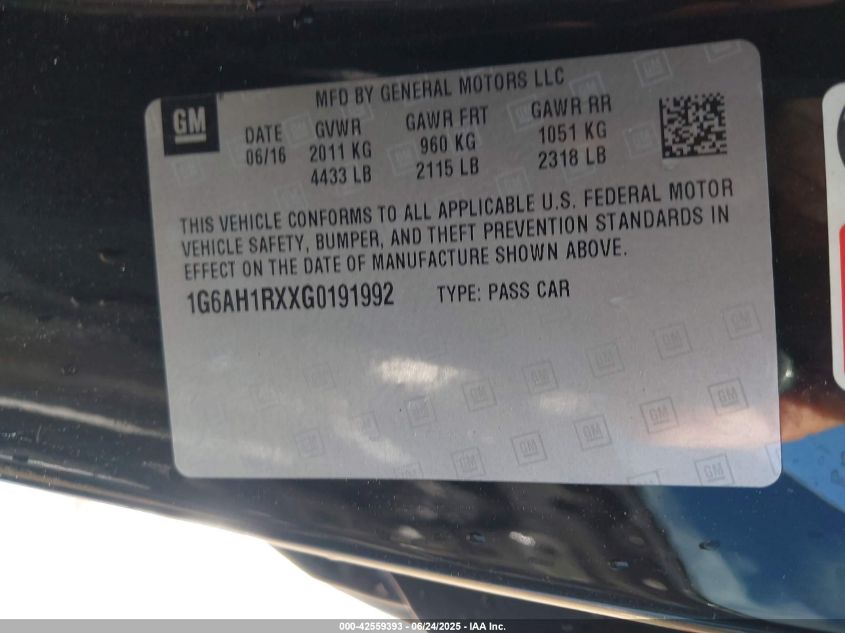 GM
MFD BY GENERAL MOTORS LLC
DATE GVWR GAWR FRT GAWR RR
06/16 2011 KG 960 KG 1051 KG
4433 LB 2115 LB 2318 LB
THIS VEHICLE CONFORMS TO ALL APPLICABLE U.S. FEDERAL MOTOR
VEHICLE SAFETY, BUMPER, AND THEFT PREVENTION STANDARDS IN
EFFECT ON THE DATE OF MANUFACTURE SHOWN ABOVE.
1G6AH1RXXG0191992 TYPE: PASS CAR
000-42559393 - 06/24/2025 - IAA Inc.